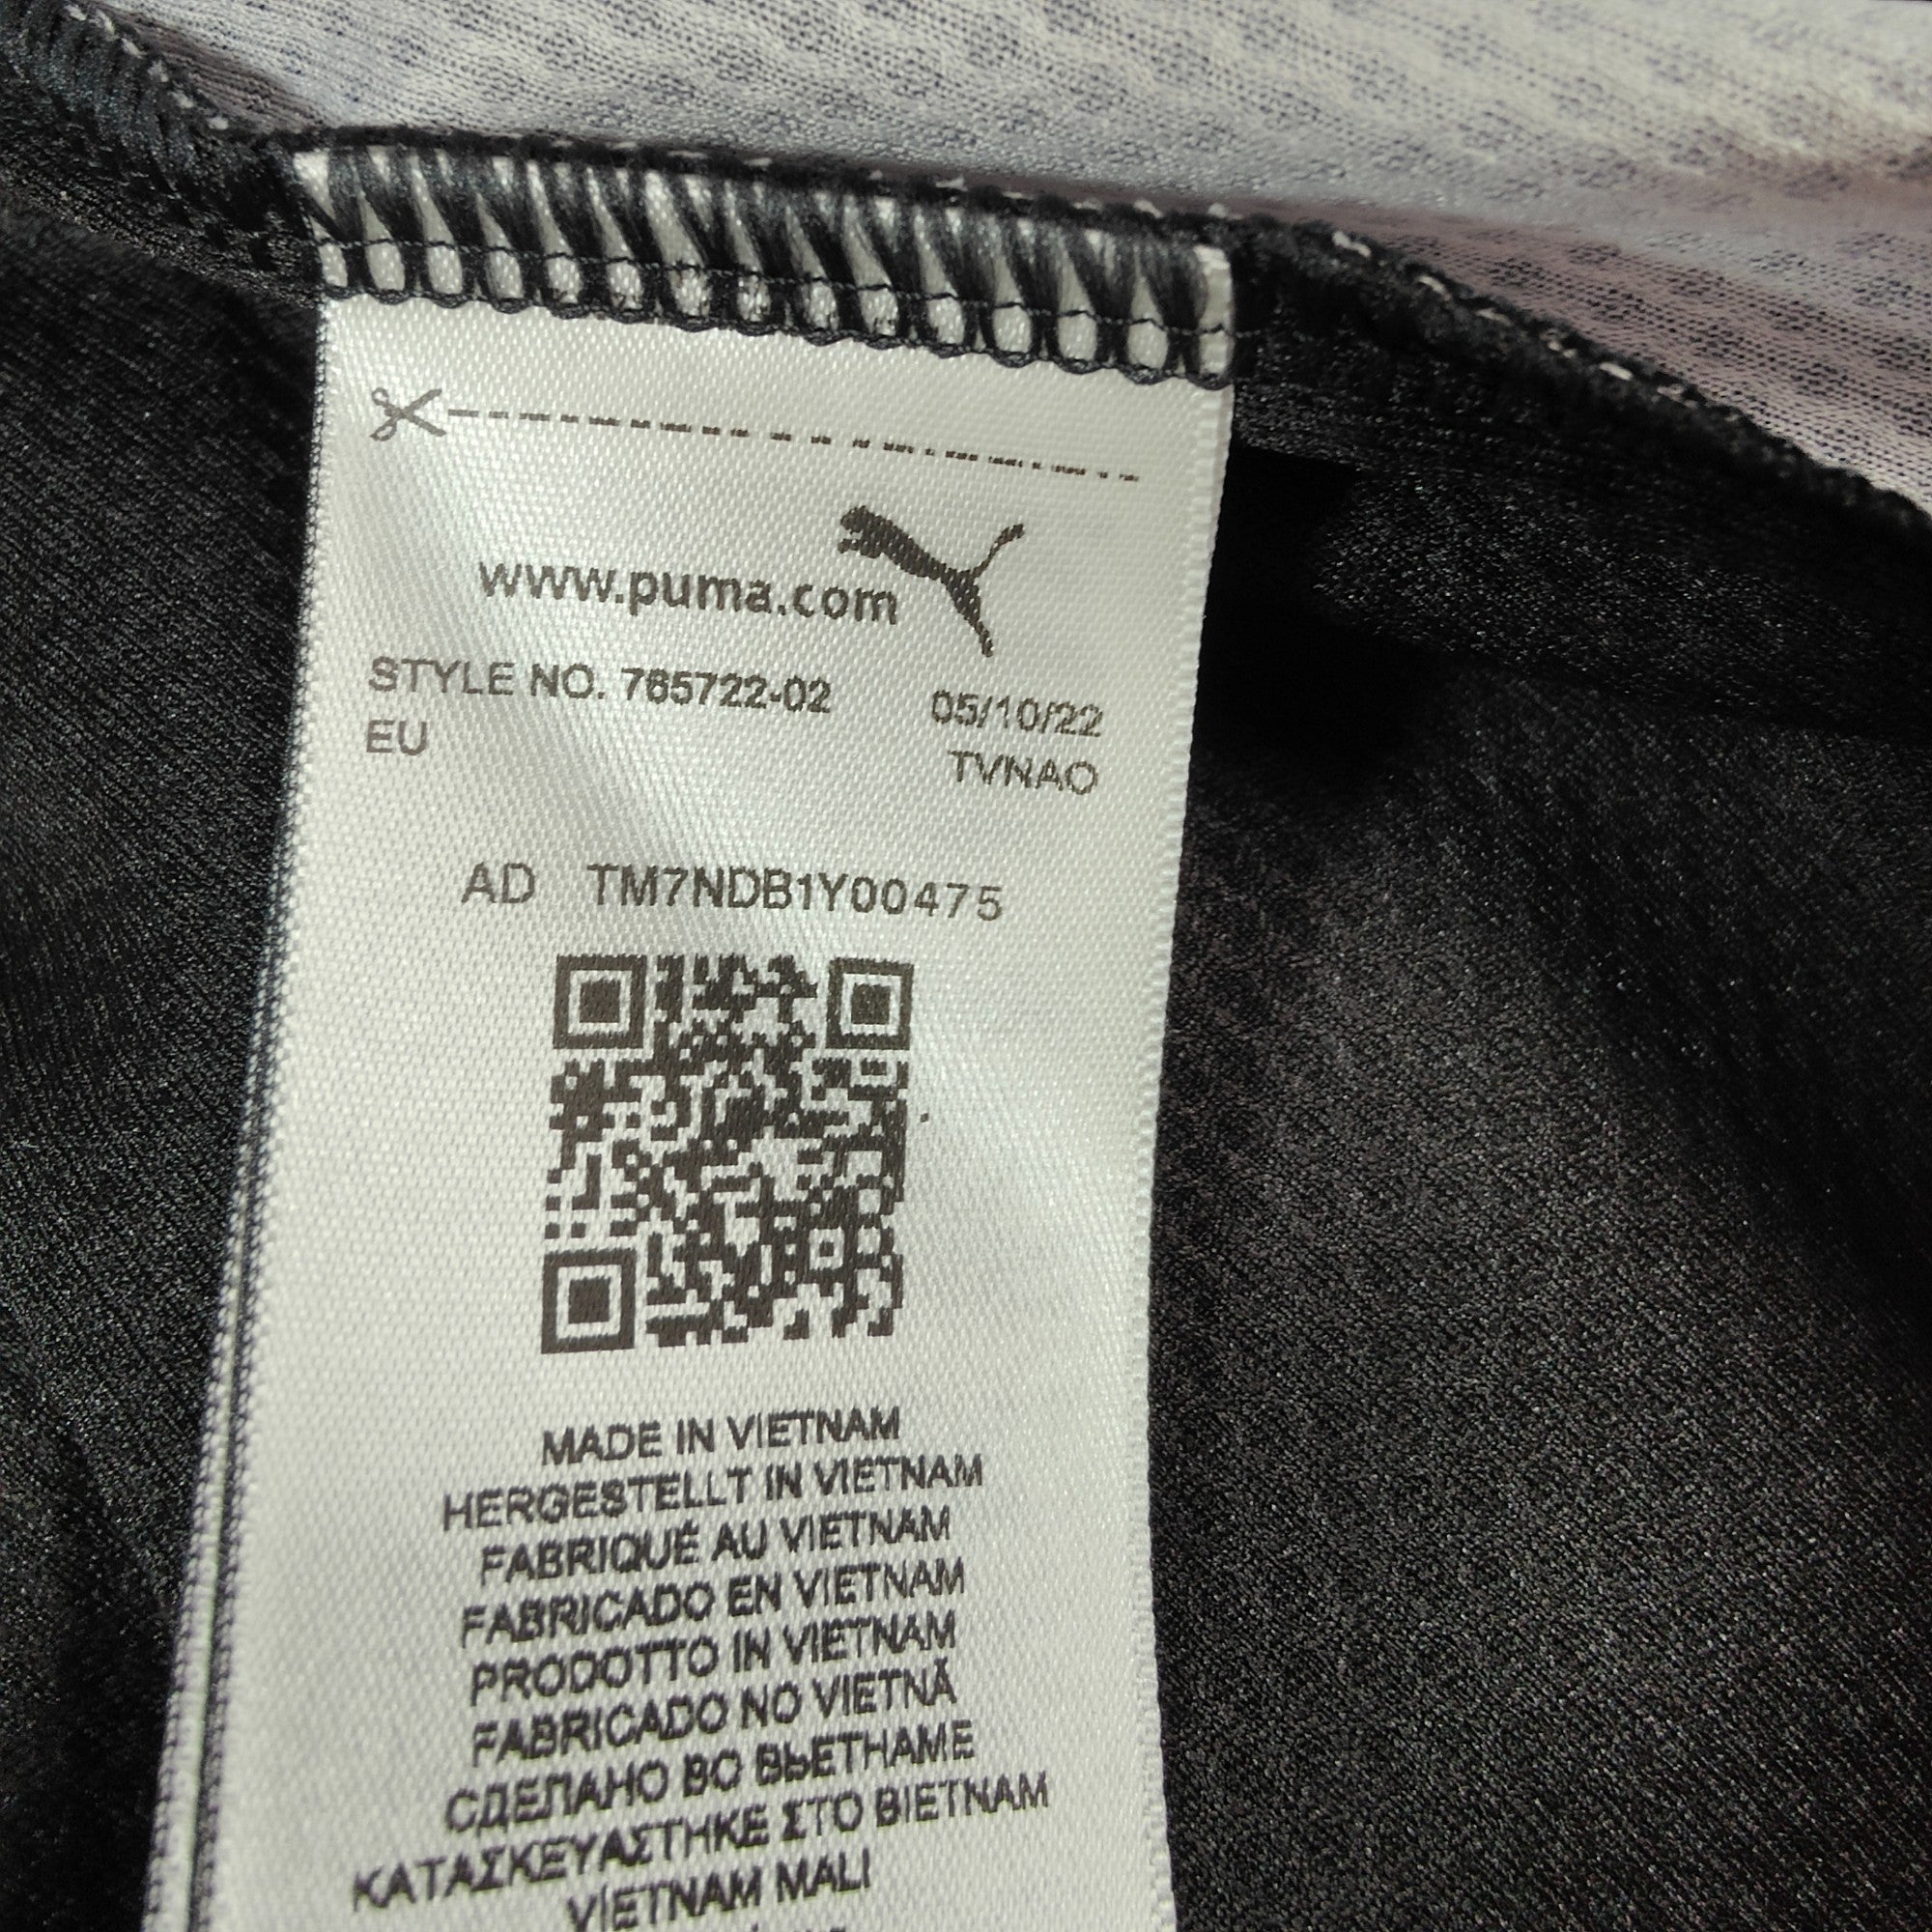 www.puma.com
STYLE NO. 765722-02 05/10/22
EU TVNAO
AD TM7NDB1Y00475
MADE IN VIETNAM
HERGESTELLT IN VIETNAM
FABRIQUÉ AU VIETNAM
FABRICADO EN VIETNAM
PRODOTTO IN VIETNAM
FABRICADO NO VIETNÃ
СДЕЛАНО ВО ВЬЕТНАМЕ
ΚΑΤΑΣΚΕΥΑΣΤΗΚΕ ΣΤΟ ΒΙΕΤΝΑΜ
VIETNAM MALI